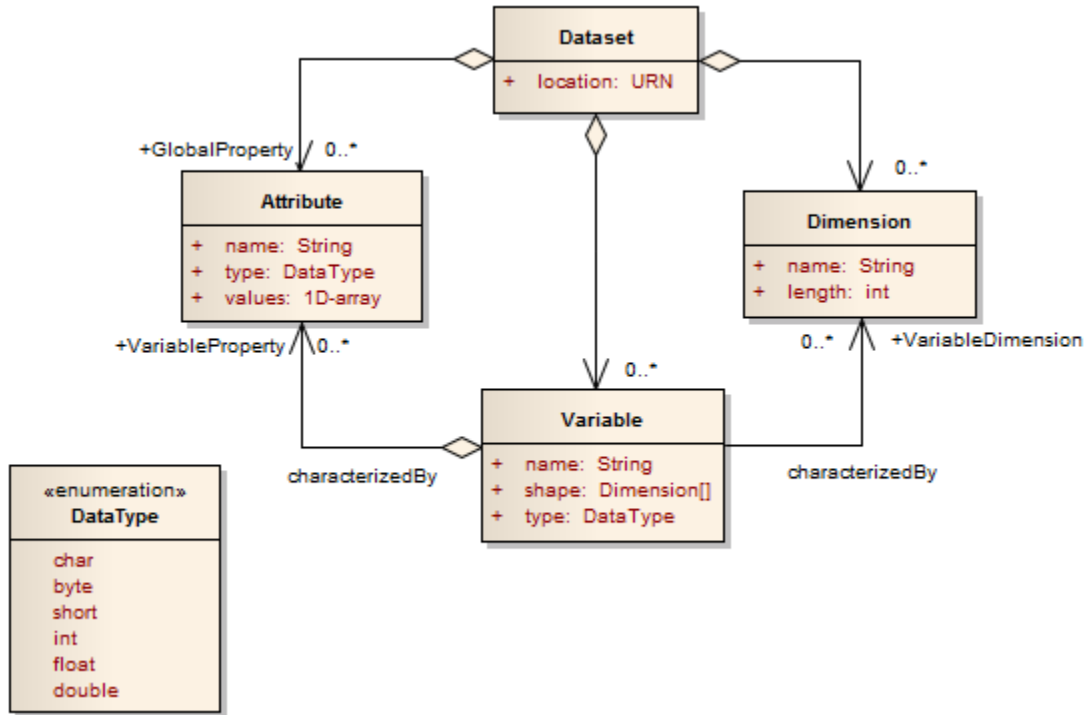 Dataset
+ location: URN
+GlobalProperty 0..*
0..*
Attribute
+ name: String
+ type: DataType
+ values: 1D-array
Dimension
+ name: String
+ length: int
+VariableProperty 0..*
0..* +VariableDimension
0..*
Variable
+ name: String
+ shape: Dimension[]
+ type: DataType
characterizedBy
characterizedBy
«enumeration»
DataType
char
byte
short
int
float
double